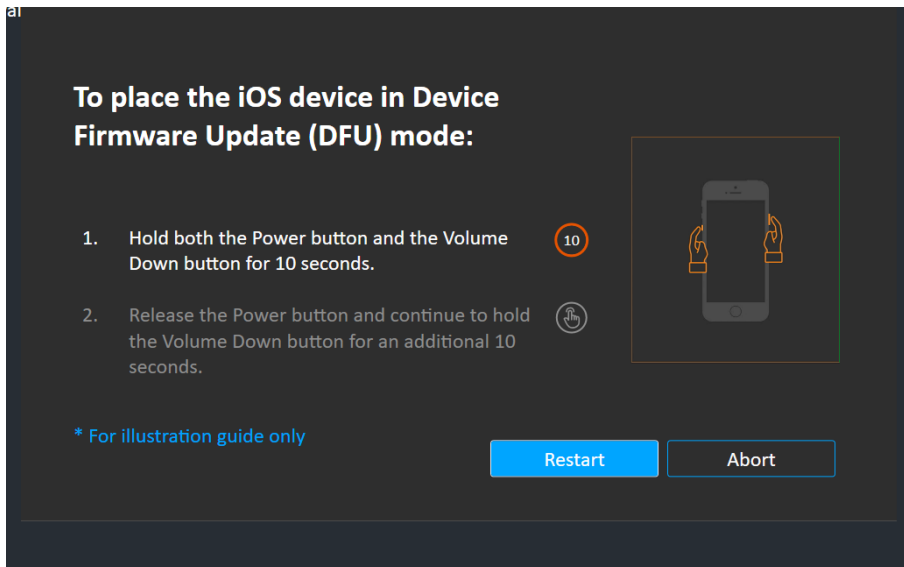 al
To place the iOS device in Device
Firmware Update (DFU) mode:
1. Hold both the Power button and the Volume
Down button for 10 seconds.
10
2. Release the Power button and continue to hold
the Volume Down button for an additional 10
seconds.
* For illustration guide only
Restart
Abort